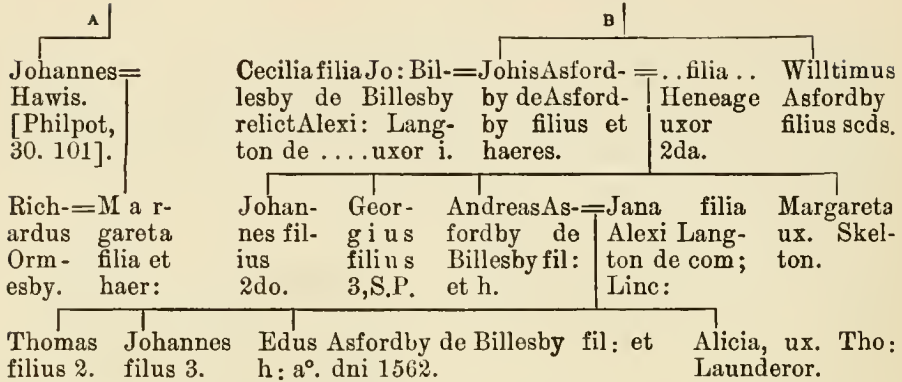 A
B
Johannes=
Hawis.
[Philpot,
30. 101].
Cecilia filia Jo: Bil-
lesby de Billesby
relict Alexi: Lang-
ton de .... uxor i.
=Johis Asford-
by de Asford-
by filius et
haeres.
=..filia..
Heneage
uxor
2da.
Willtimus
Asfordby
filius scds.
Rich-
ardus
Orm-
esby.
=Mar-
gareta
filia et
haer:
Johan-
nes fil-
ius
2do.
Geor-
gius
filius
3, S.P.
Andreas As-
fordby de
Billesby fil:
et h.
=Jana filia
Alexi Lang-
ton de com;
Linc:
Margareta
ux. Skel-
ton.
Thomas
filius 2.
Johannes
filus 3.
Edus Asfordby de Billesby fil: et
h: a°. dni 1562.
Alicia, ux. Tho:
Launderor.